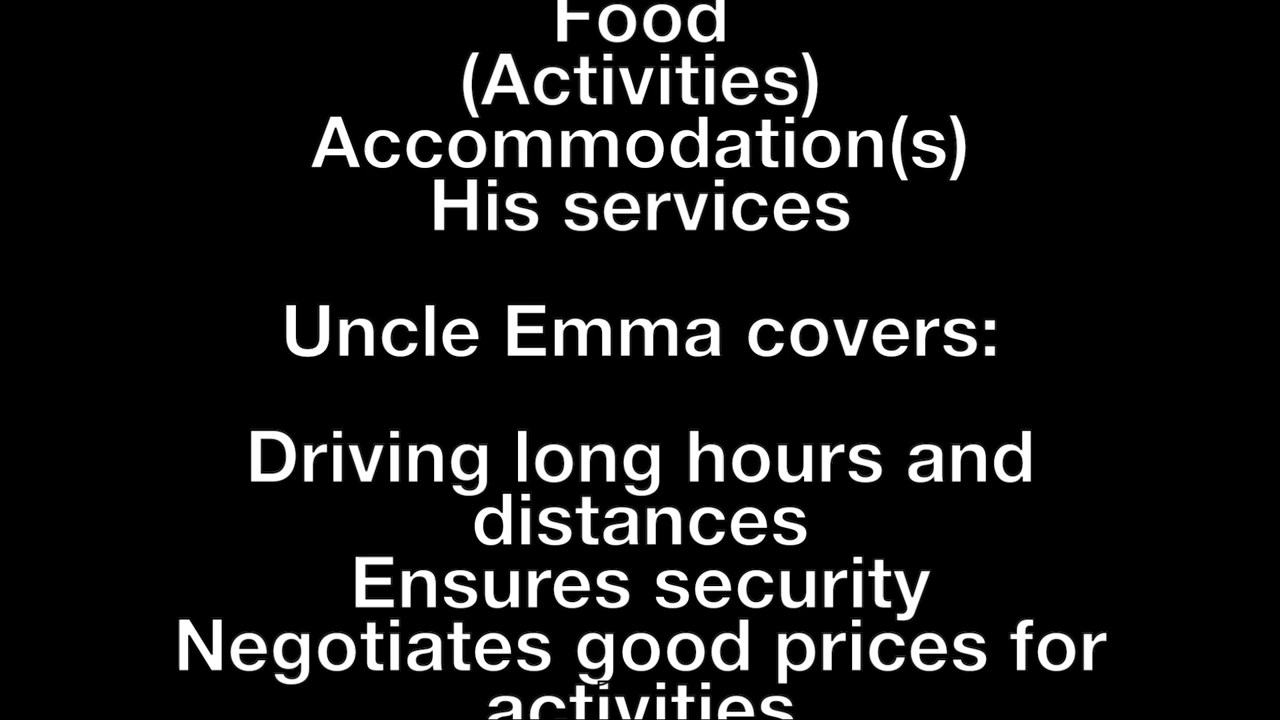 Food
(Activities)
Accommodation(s)
His services
Uncle Emma covers:
Driving long hours and
distances
Ensures security
Negotiates good prices for
activities